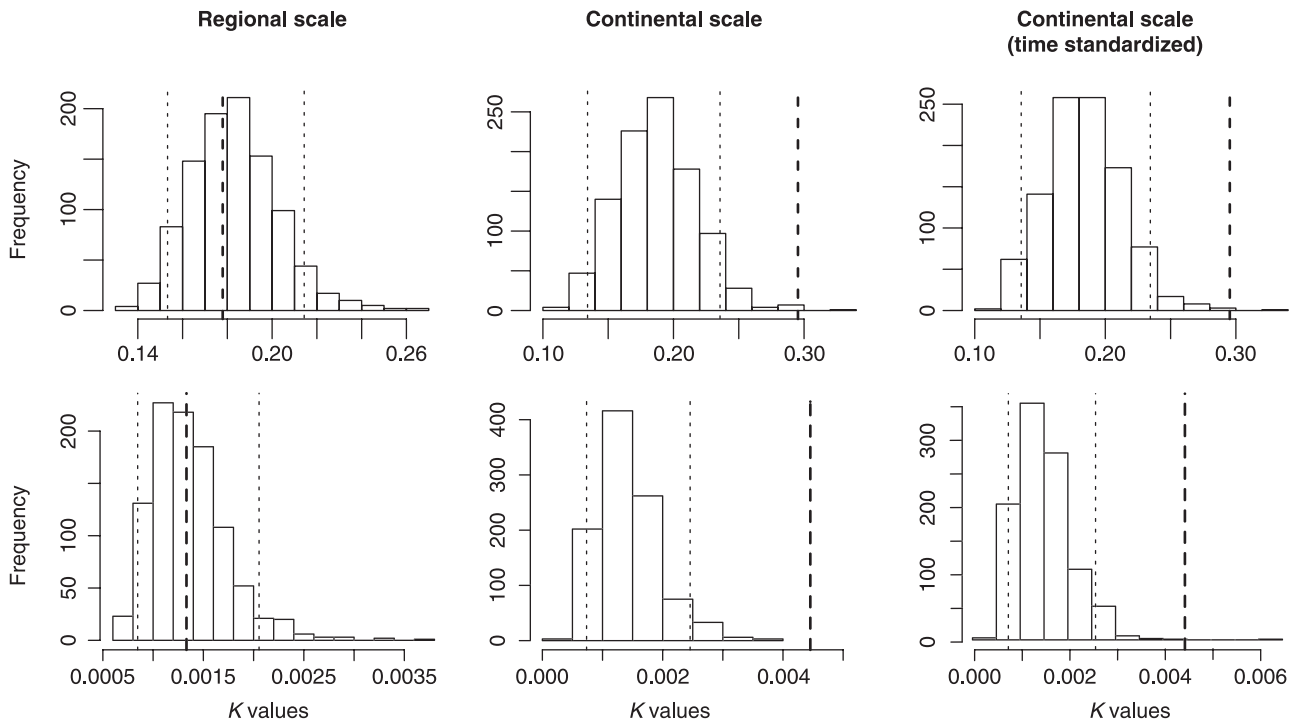 Regional scale
Continental scale
Continental scale
(time standardized)
Frequency
0 100 200
0.14 0.20 0.26
0 100 250
0.10 0.20 0.30
0 100 250
0.10 0.20 0.30
Frequency
0 50 100 200
0.0005 0.0015 0.0025 0.0035
K values
0 100 200 300 400
0.000 0.002 0.004
K values
0 100 200 300
0.000 0.002 0.004 0.006
K values